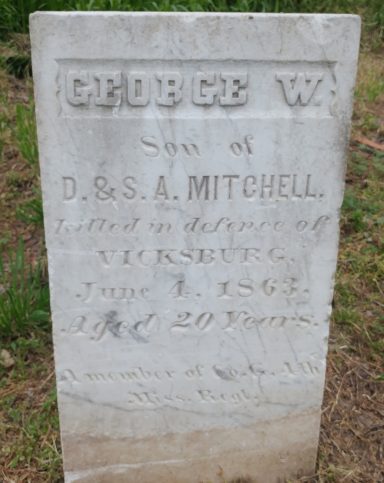 GEORGE W.
Son of
D. & S. A. MITCHELL.
killed in defence of
VICKSBURG.
June 4, 1863.
Aged 20 Years.
A member of Co. G,
Miss. Regt.